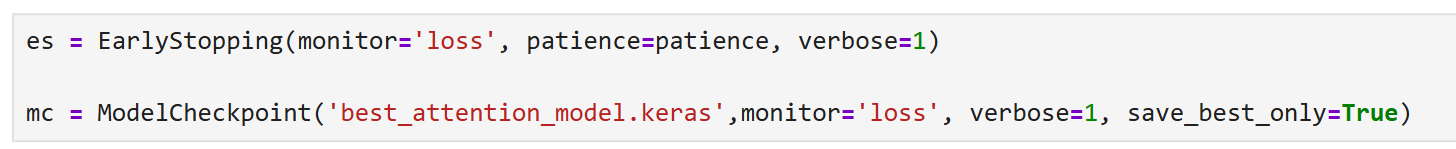 es = EarlyStopping(monitor='loss', patience=patience, verbose=1)
mc = ModelCheckpoint('best_attention_model.keras',monitor='loss', verbose=1, save_best_only=True)